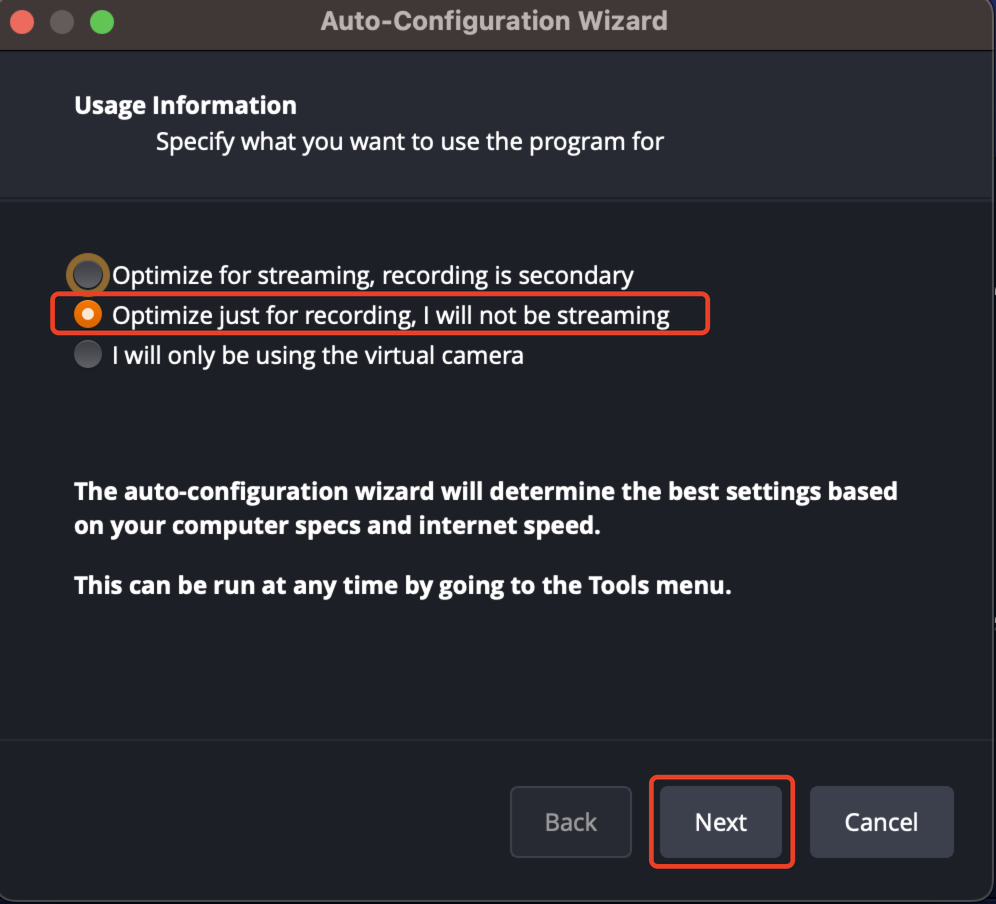 Auto-Configuration Wizard
Usage Information
Specify what you want to use the program for
Optimize for streaming, recording is secondary
Optimize just for recording, I will not be streaming
I will only be using the virtual camera
The auto-configuration wizard will determine the best settings based
on your computer specs and internet speed.
This can be run at any time by going to the Tools menu.
Back
Next
Cancel